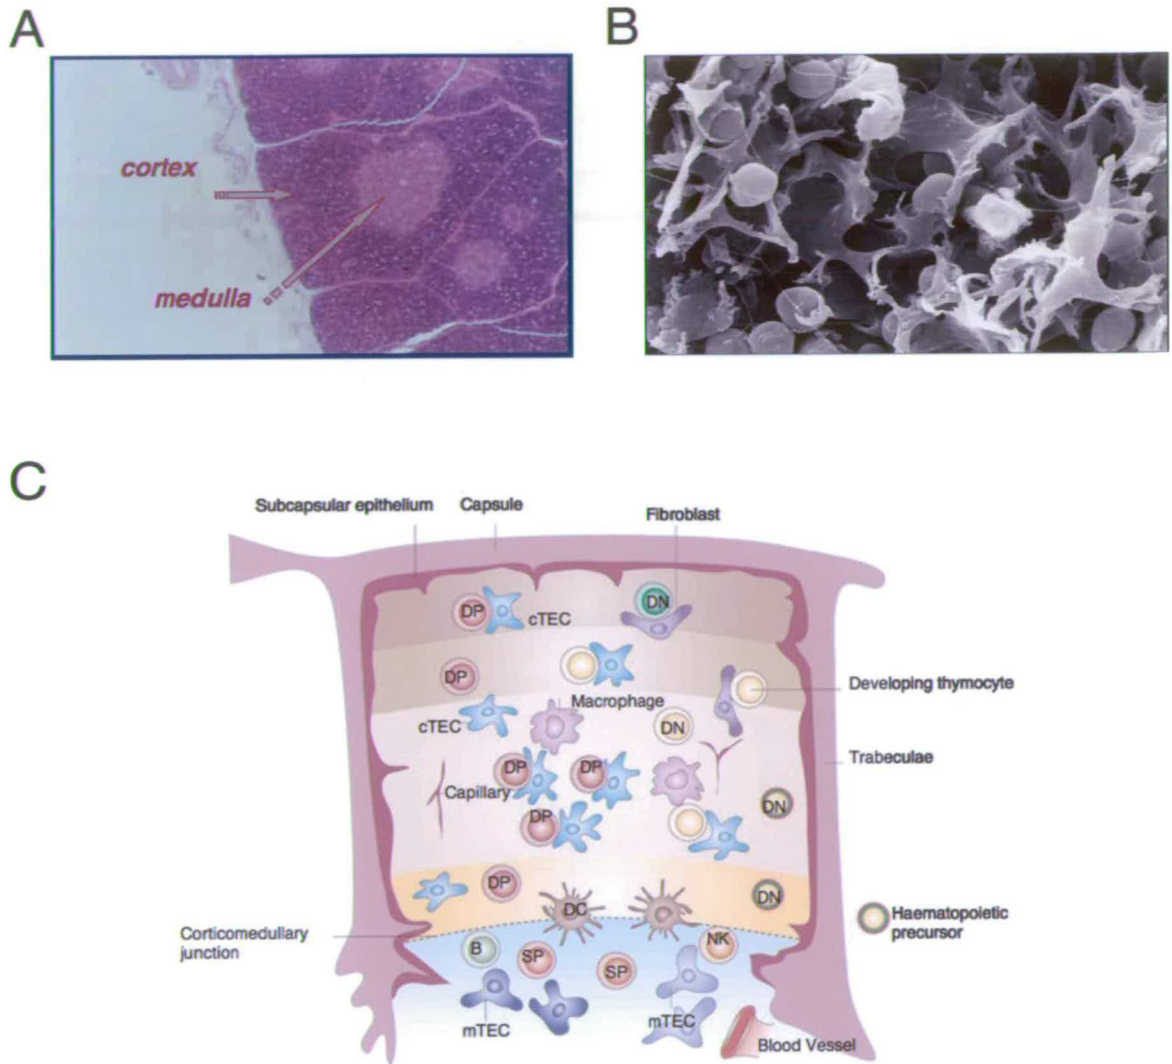 A
B
cortex
medulla
C
Subcapsular epithelium
Capsule
Fibroblast
DP
cTEC
DN
DP
Developing thymocyte
Macrophage
cTEC
DN
Trabeculae
DP
DP
Capillary
DN
DP
DP
DC
DN
Haematopoietic
precursor
Corticomedullary
junction
B
SP
SP
NK
mTEC
mTEC
Blood Vessel